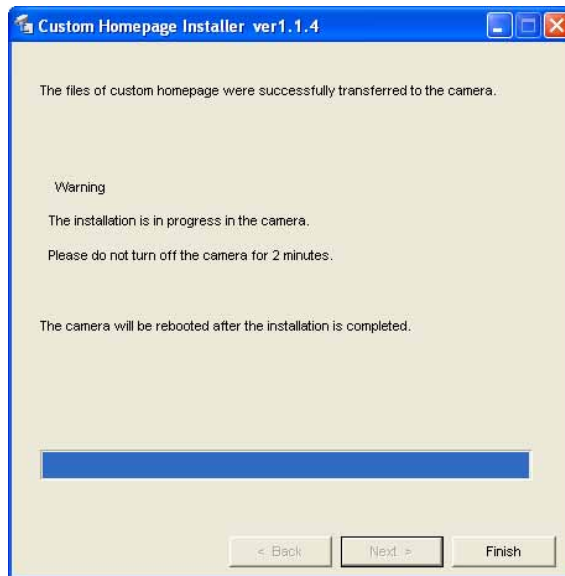 Custom Homepage Installer ver1.1.4
The files of custom homepage were successfully transferred to the camera.
Warning
The installation is in progress in the camera.
Please do not turn off the camera for 2 minutes.
The camera will be rebooted after the installation is completed.
< Back Next > Finish